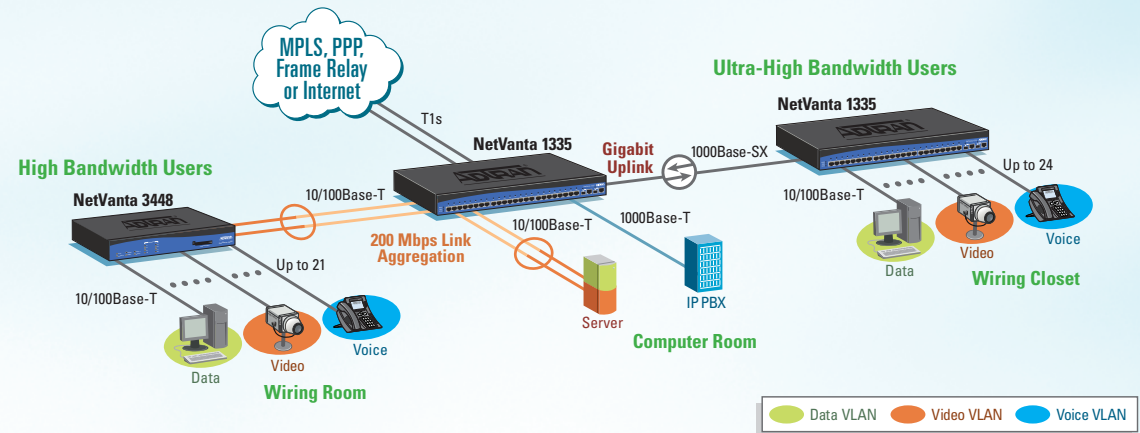 MPLS, PPP,
Frame Relay
or Internet
T1s
Ultra-High Bandwidth Users
NetVanta 1335
ADTRAN
1000Base-SX
Up to 24
10/100Base-T
Data
Video
Voice
Wiring Closet
NetVanta 1335
ADTRAN
Gigabit
Uplink
High Bandwidth Users
NetVanta 3448
ADTRAN
10/100Base-T
200 Mbps Link
Aggregation
10/100Base-T
1000Base-T
Server
IP PBX
Computer Room
Up to 21
10/100Base-T
Data
Video
Voice
Wiring Room
Data VLAN
Video VLAN
Voice VLAN